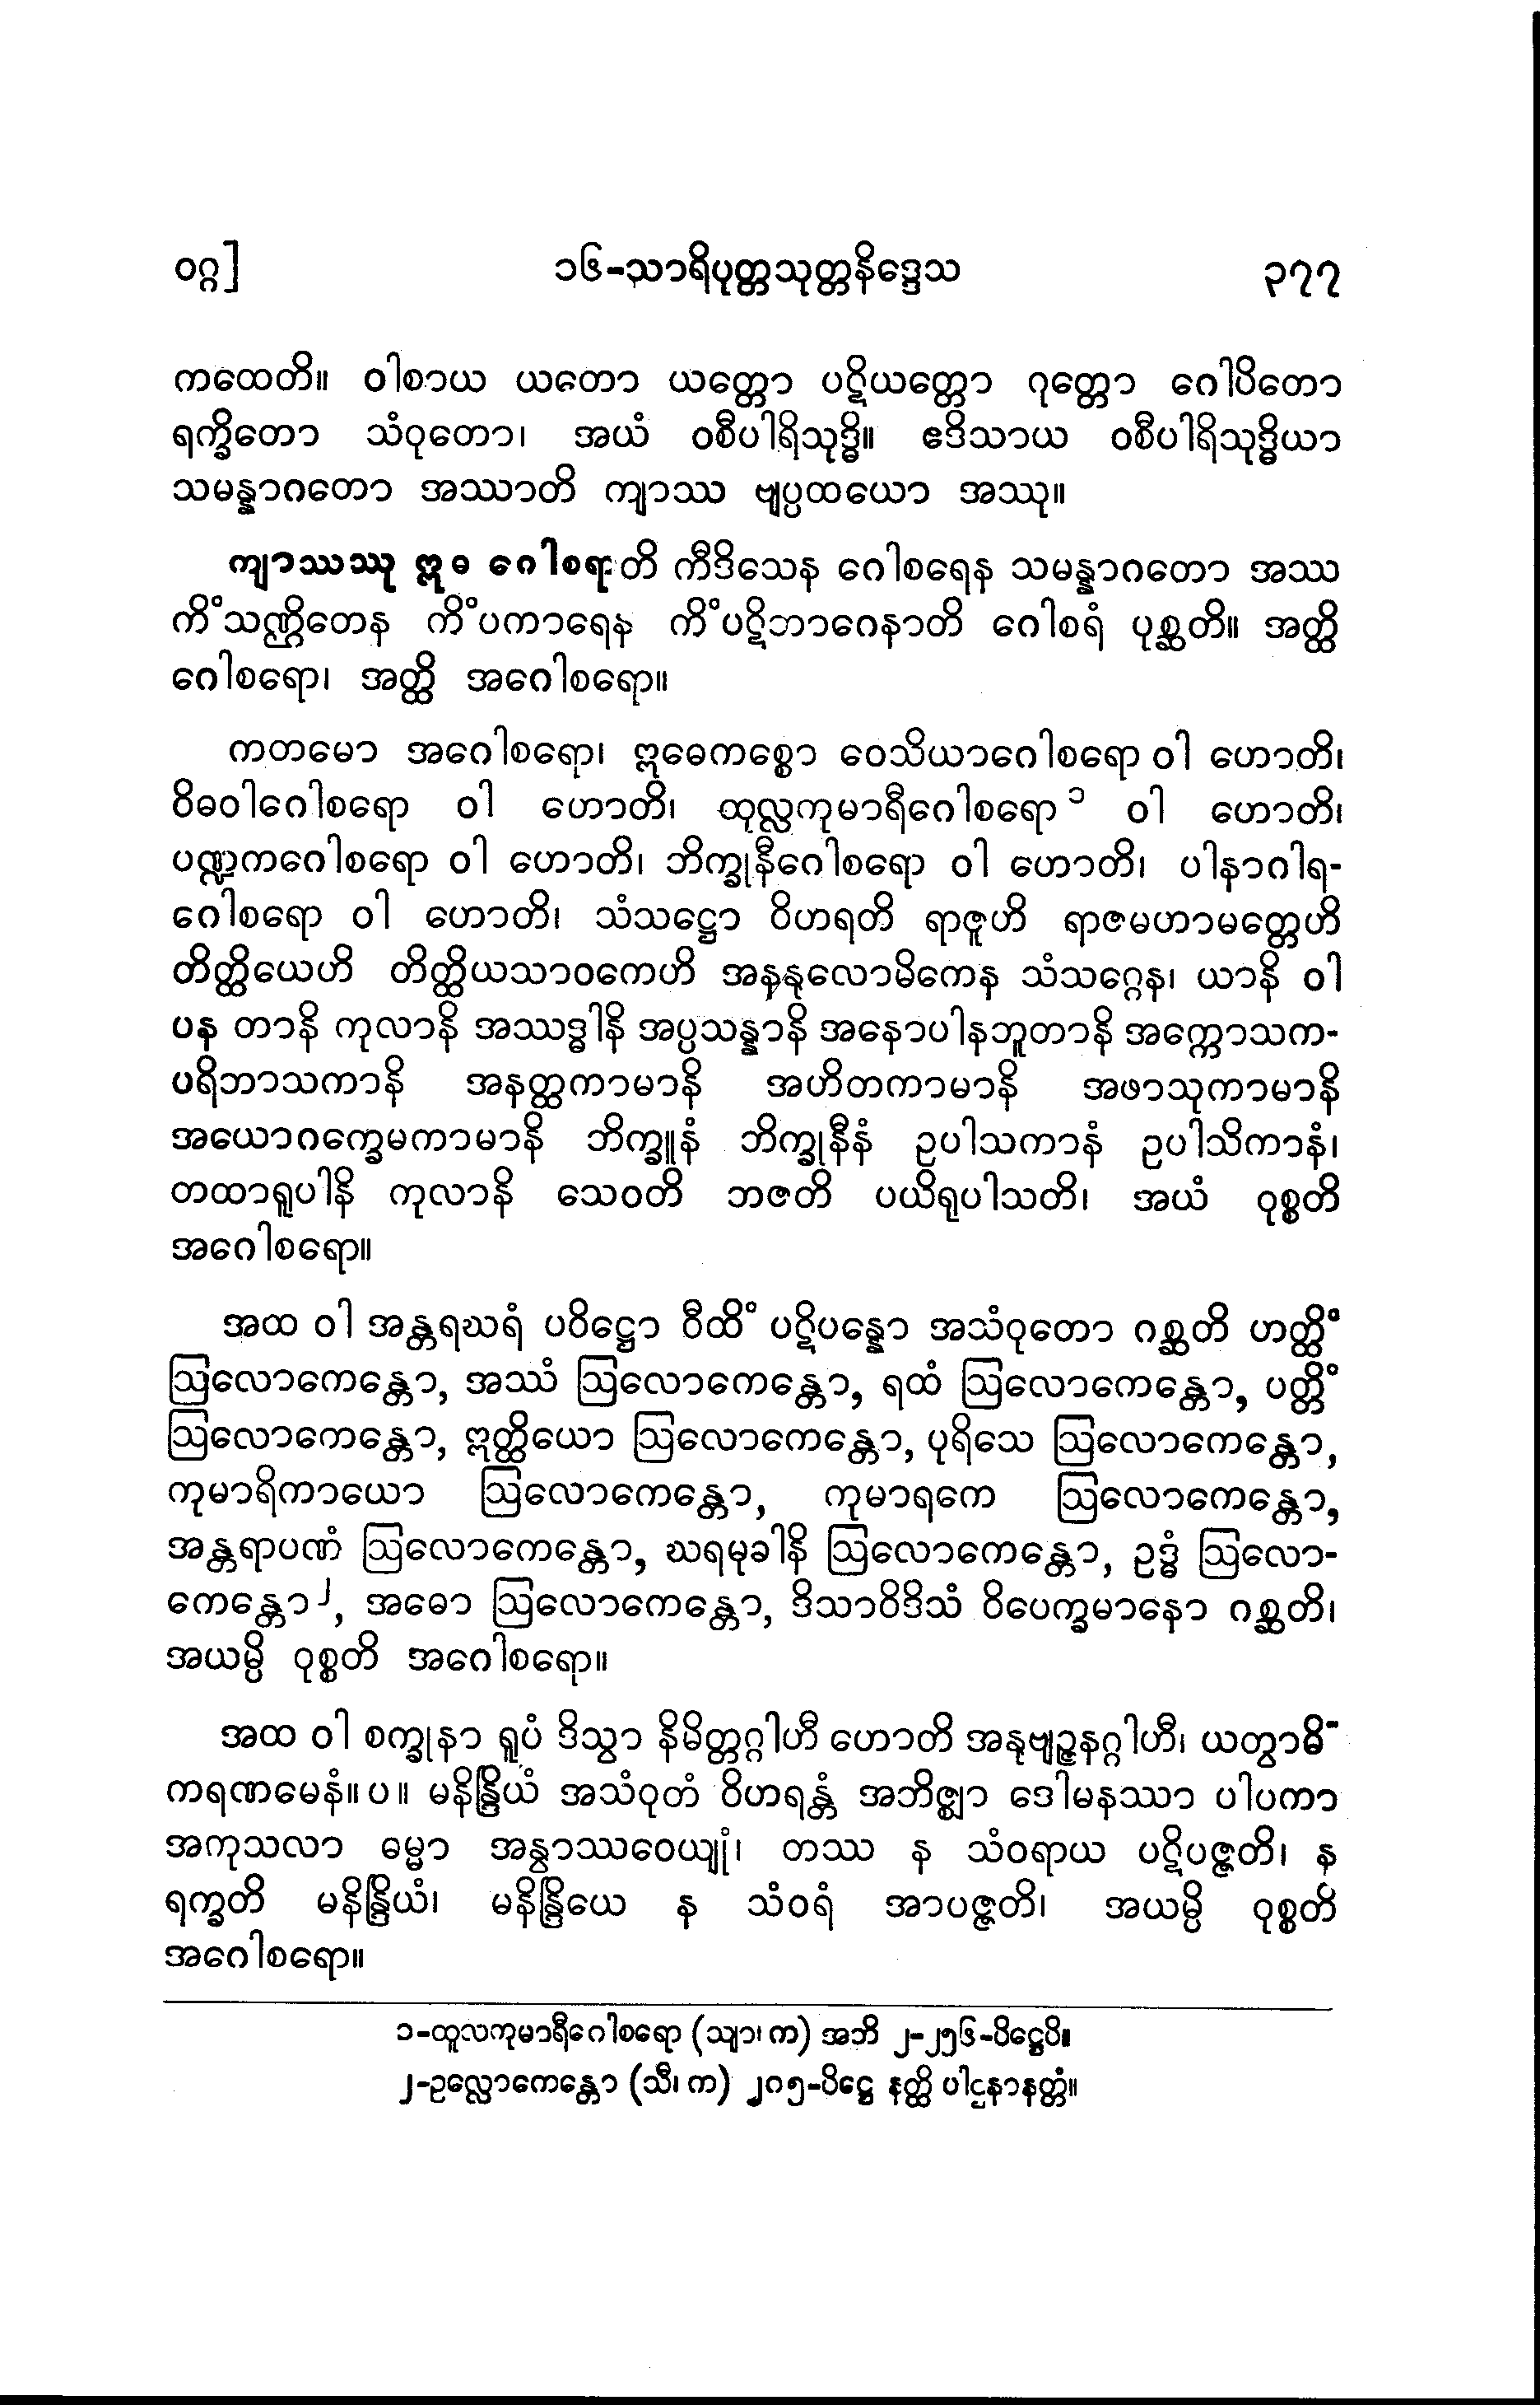 ဝဂ္ဂ] ၁၆-သာရိပုတ္တသုတ္တနိဒ္ဒေသ ၃၇၇
ကထေတိ။ ဝါစာယ ယတော ယတ္တော ပဋိယတ္တော ဂုတ္တော ဂေါပိတော
ရက္ခိတော သံဝုတော၊ အယံ ဝစီပါရိသုဒ္ဓိ။ ဧဒိသာယ ဝစီပါရိသုဒ္ဓိယာ
သမန္နာဂတော အဿာတိ ကျာဿ ဗျပ္ပထယော အဿု။
ကျာဿဿု ဣဓ ဂေါစရာတိ ကီဒိသေန ဂေါစရေန သမန္နာဂတော အဿ
ကိံသဏ္ဌိတေန ကိံပကာရေန ကိံပဋိဘာဂေနာတိ ဂေါစရံ ပုစ္ဆတိ။ အတ္ထိ
ဂေါစရော၊ အတ္ထိ အဂေါစရော။
ကတမော အဂေါစရော၊ ဣဓေကစ္စော ဝေသိယာဂေါစရော ဝါ ဟောတိ၊
ဝိဓဝါဂေါစရော ဝါ ဟောတိ၊ ထုလ္လကုမာရီဂေါစရော ၁ ဝါ ဟောတိ၊
ပဏ္ဍကဂေါစရော ဝါ ဟောတိ၊ ဘိက္ခုနီဂေါစရော ဝါ ဟောတိ၊ ပါနာဂါရ-
ဂေါစရော ဝါ ဟောတိ၊ သံသဋ္ဌော ဝိဟရတိ ရာဇူဟိ ရာဇမဟာမတ္တေဟိ
တိတ္ထိယေဟိ တိတ္ထိယသာဝကေဟိ အနနုလောမိကေန သံသဂ္ဂေန၊ ယာနိ ဝါ
ပန တာနိ ကုလာနိ အဿဒ္ဓါနိ အပ္ပသန္နာနိ အနောပါနဘူတာနိ အက္ကောသက-
ပရိဘာသကာနိ အနတ္ထကာမာနိ အဟိတကာမာနိ အဖာသုကာမာနိ
အယောဂက္ခေမကာမာနိ ဘိက္ခူနံ ဘိက္ခုနီနံ ဥပါသကာနံ ဥပါသိကာနံ၊
တထာရူပါနိ ကုလာနိ သေဝတိ ဘဇတိ ပယိရုပါသတိ၊ အယံ ဝုစ္စတိ
အဂေါစရော။
အထ ဝါ အန္တရဃရံ ပဝိဋ္ဌော ဝီထိံ ပဋိပန္နော အသံဝုတော ဂစ္ဆတိ ဟတ္ထိံ
ဩလောကေန္တော, အဿံ ဩလောကေန္တော, ရထံ ဩလောကေန္တော, ပတ္တိံ
ဩလောကေန္တော, ဣတ္ထိယော ဩလောကေန္တော, ပုရိသေ ဩလောကေန္တော,
ကုမာရိကာယော ဩလောကေန္တော, ကုမာရကေ ဩလောကေန္တော,
အန္တရာပဏံ ဩလောကေန္တော, ဃရမုခါနိ ဩလောကေန္တော, ဥဒ္ဓံ ဩလော-
ကေန္တော၂, အဓော ဩလောကေန္တော, ဒိသာဝိဒိသံ ဝိပေက္ခမာနော ဂစ္ဆတိ၊
အယမ္ပိ ဝုစ္စတိ အဂေါစရော။
အထ ဝါ စက္ခုနာ ရူပံ ဒိသွာ နိမိတ္တဂ္ဂါဟီ ဟောတိ အနုဗျဉ္ဇနဂ္ဂါဟီ၊ ယတွာဓိ-
ကရဏမေနံ။ ပ ။ မနိန္ဒြိယံ အသံဝုတံ ဝိဟရန္တံ အဘိဇ္ဈာ ဒေါမနဿာ ပါပကာ
အကုသလာ ဓမ္မာ အနွာဿဝေယျုံ၊ တဿ န သံဝရာယ ပဋိပဇ္ဇတိ၊ န
ရက္ခတိ မနိန္ဒြိယံ၊ မနိန္ဒြိယေ န သံဝရံ အာပဇ္ဇတိ၊ အယမ္ပိ ဝုစ္စတိ
အဂေါစရော။
၁-ထူလကုမာရီဂေါစရော (သျာ၊ က) အဘိ ၂-၂၅၆-ပိဋ္ဌေပိ။
၂-ဥလ္လောကေန္တော (သီ၊ က) ၂၈၅-ပိဋ္ဌေ နတ္ထိ ပါဌနာနတ္တံ။